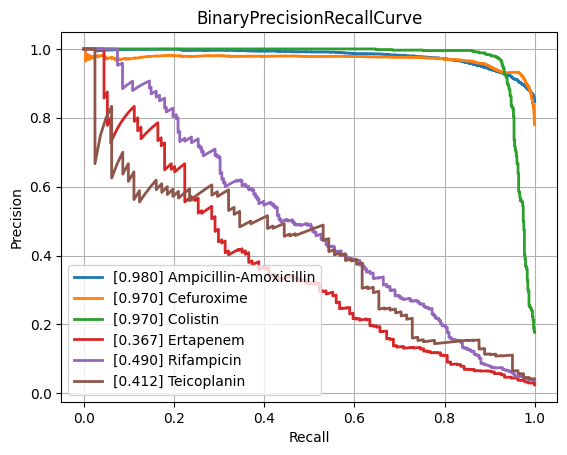 BinaryPrecisionRecallCurve
Precision
1.0
0.8
0.6
0.4
0.2
0.0
[0.980] Ampicillin-Amoxicillin
[0.970] Cefuroxime
[0.970] Colistin
[0.367] Ertapenem
[0.490] Rifampicin
[0.412] Teicoplanin
0.0 0.2 0.4 0.6 0.8 1.0
Recall